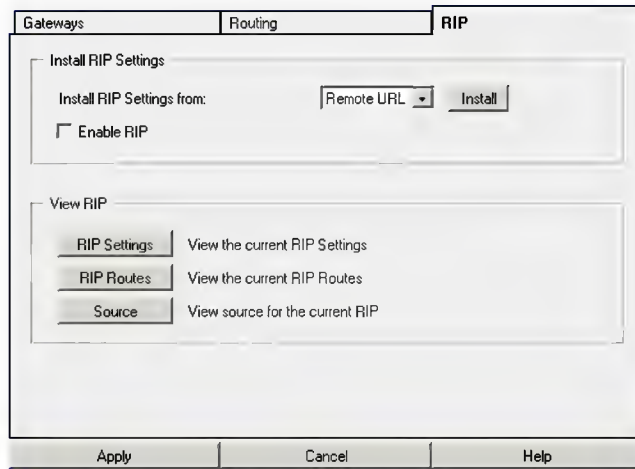 Gateways Routing RIP
Install RIP Settings
Install RIP Settings from: Remote URL Install
Enable RIP
View RIP
RIP Settings View the current RIP Settings
RIP Routes View the current RIP Routes
Source View source for the current RIP
Apply Cancel Help